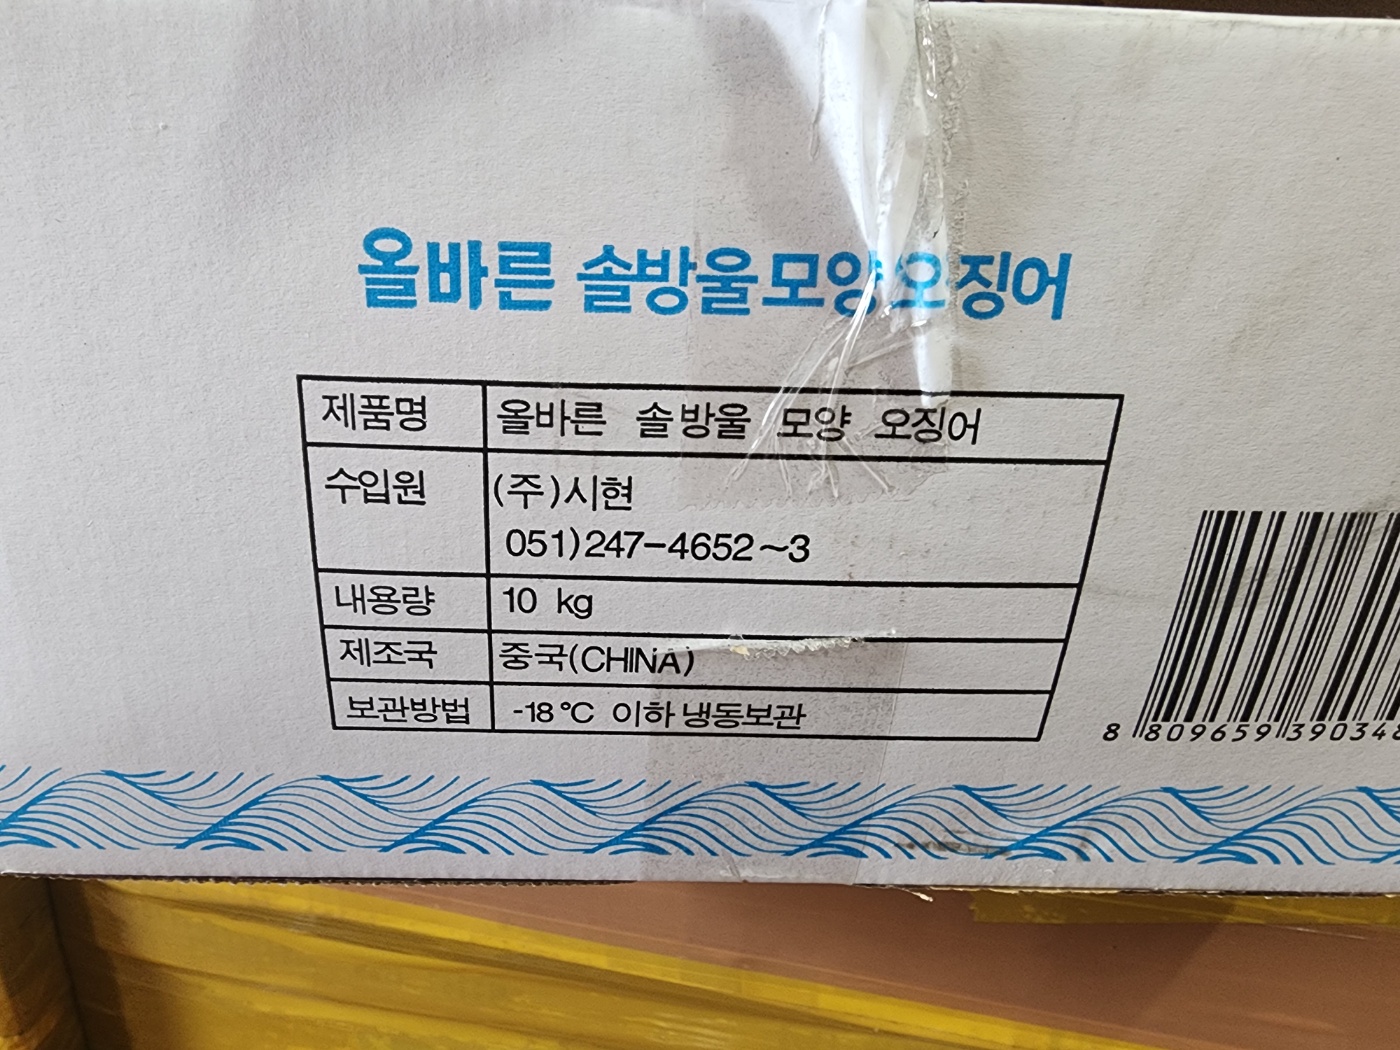 올바른 솔방울모양오징어
제품명 올바른 솔방울 모양 오징어
수입원 (주)시현
051)247-4652~3
내용량 10 kg
제조국 중국(CHINA)
보관방법 -18℃ 이하 냉동보관
8 809659 390348